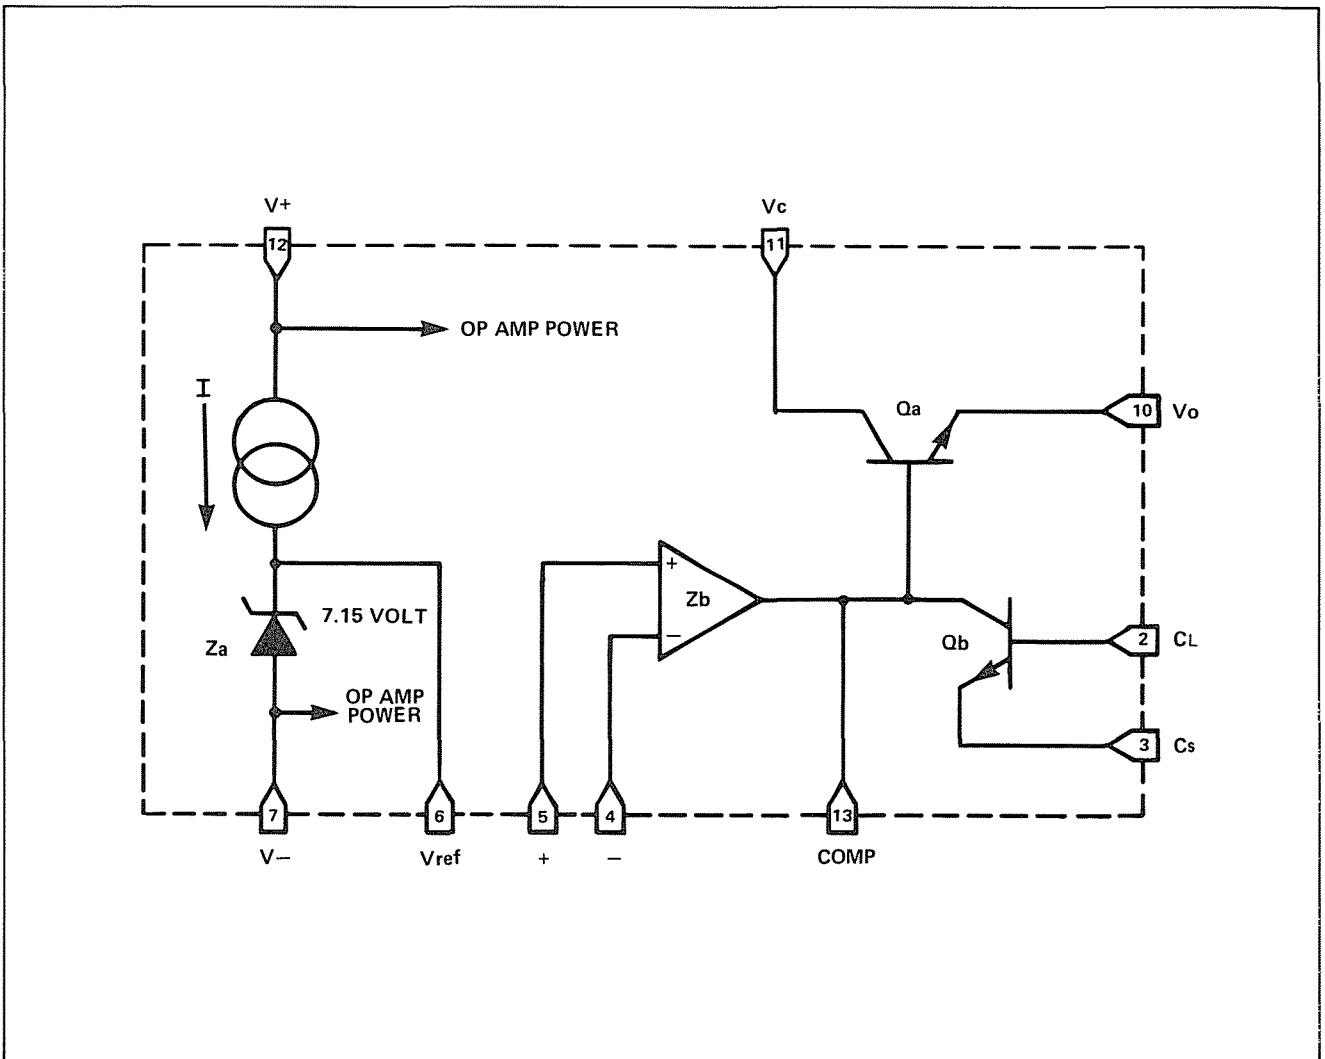 V+
Vc
12
11
OP AMP POWER
I
Qa
10
Vo
+
7.15 VOLT
Zb
Za
−
Qb
2
CL
OP AMP
POWER
3
Cs
7
6
5
4
13
V−
Vref
+
−
COMP